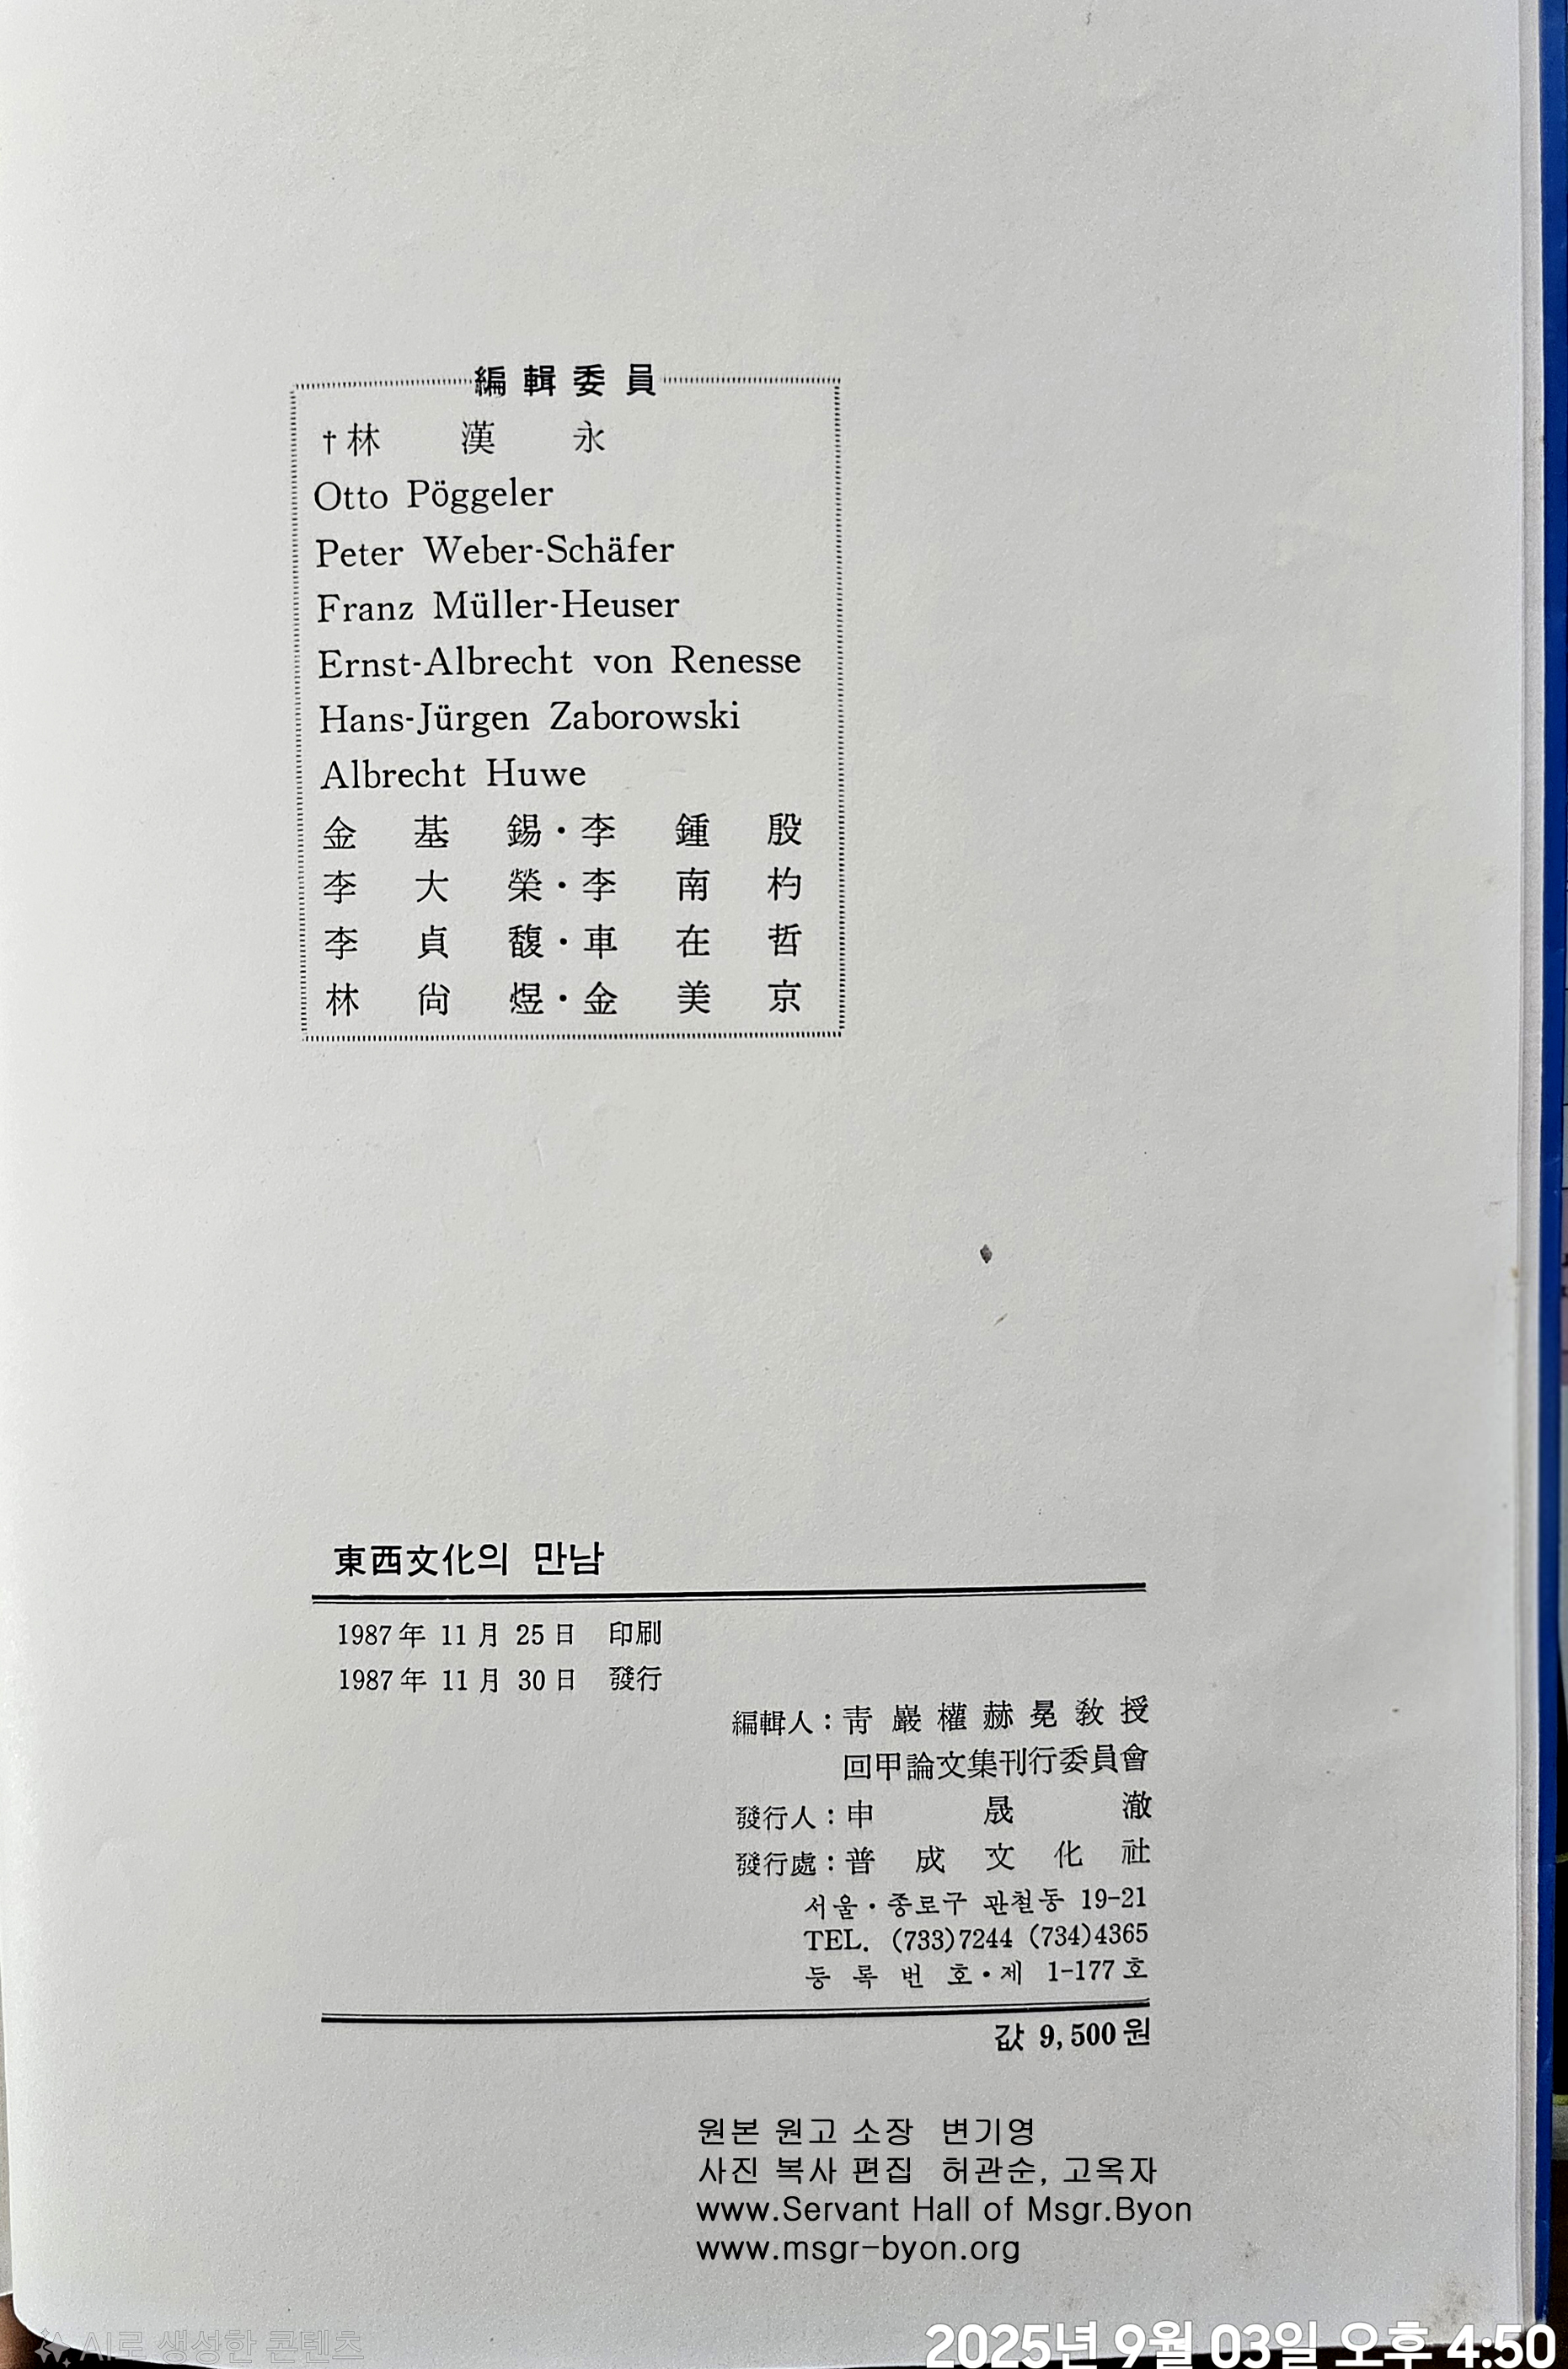 編輯委員
†林漢永
Otto Pöggeler
Peter Weber-Schäfer
Franz Müller-Heuser
Ernst-Albrecht von Renesse
Hans-Jürgen Zaborowski
Albrecht Huwe
金基錫·李鍾殷
李大榮·李南杓
李貞馥·車在哲
林尙煜·金美京
東西文化의 만남
1987年 11月 25日 印刷
1987年 11月 30日 發行
編輯人:靑巖權赫冕敎授
回甲論文集刊行委員會
發行人:申晟澈
發行處:普成文化社
서울·종로구 관철동 19-21
TEL. (733)7244 (734)4365
등록번호·제 1-177호
값 9,500원
원본 원고 소장 변기영
사진 복사 편집 허관순, 고옥자
www.Servant Hall of Msgr.Byon
www.msgr-byon.org
AI로 생성한 콘텐츠
2025년 9월 03일 오후 4:50